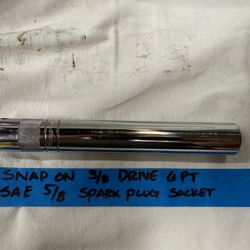 SNAP ON 3/8 DRIVE 6 PT
SAE 5/8 SPARK PLUG SOCKET